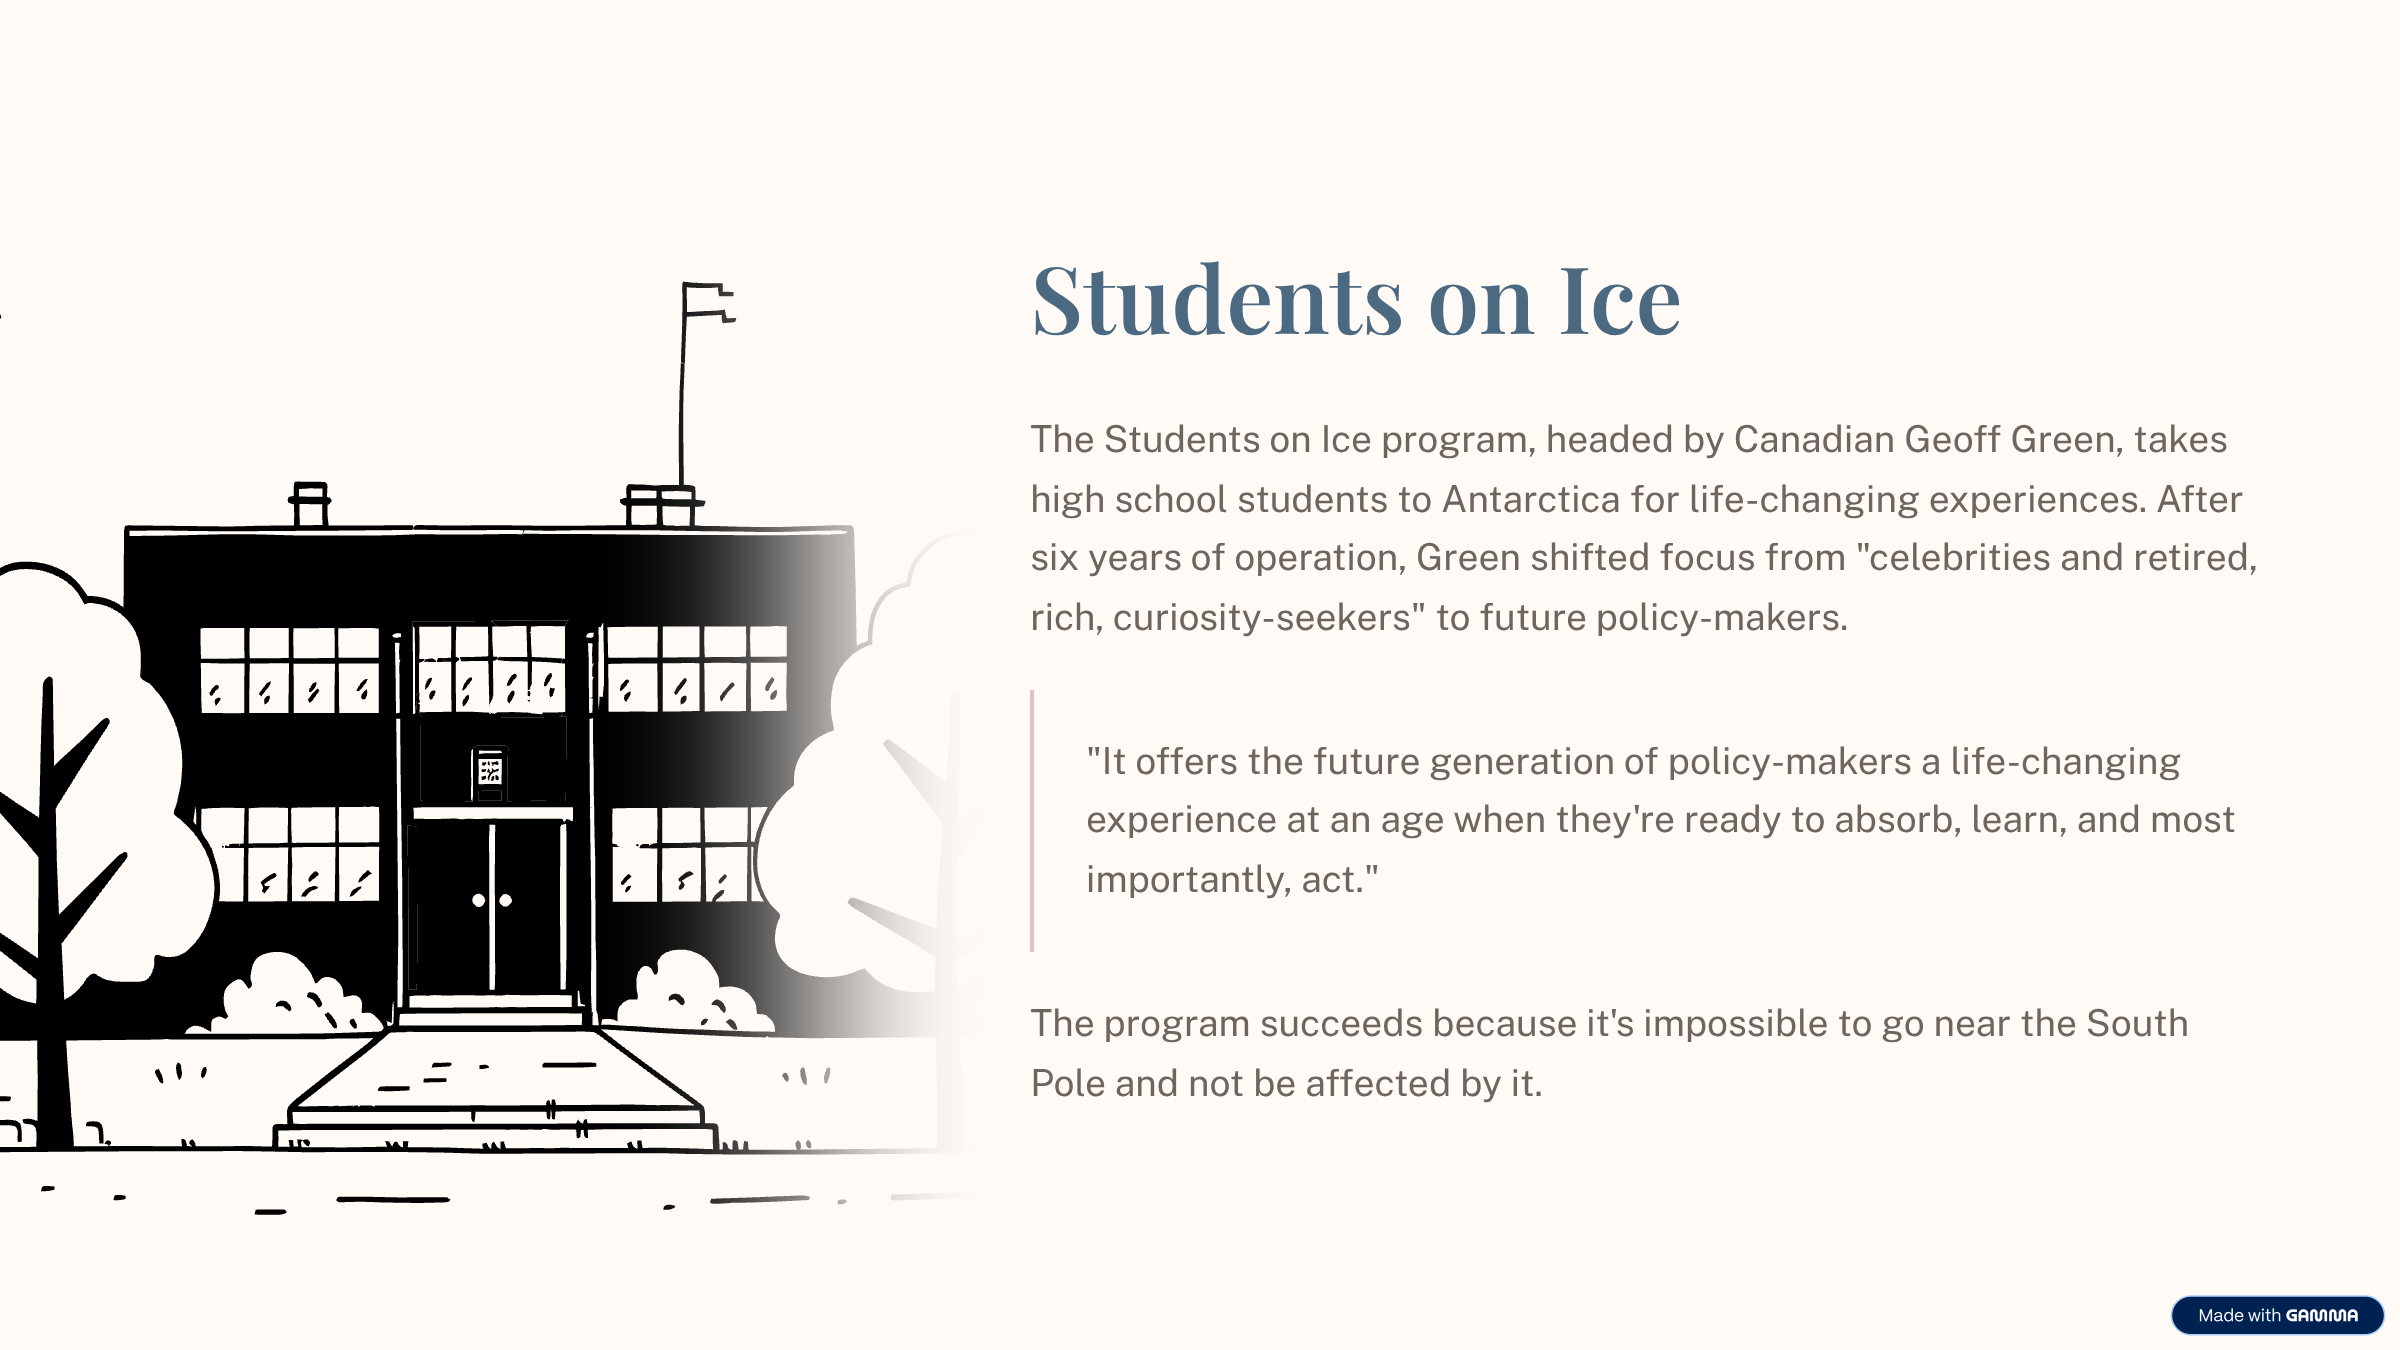 Students on Ice
The Students on Ice program, headed by Canadian Geoff Green, takes
high school students to Antarctica for life-changing experiences. After
six years of operation, Green shifted focus from "celebrities and retired,
rich, curiosity-seekers" to future policy-makers.
"It offers the future generation of policy-makers a life-changing
experience at an age when they're ready to absorb, learn, and most
importantly, act."
The program succeeds because it's impossible to go near the South
Pole and not be affected by it.
Made with GAMMA